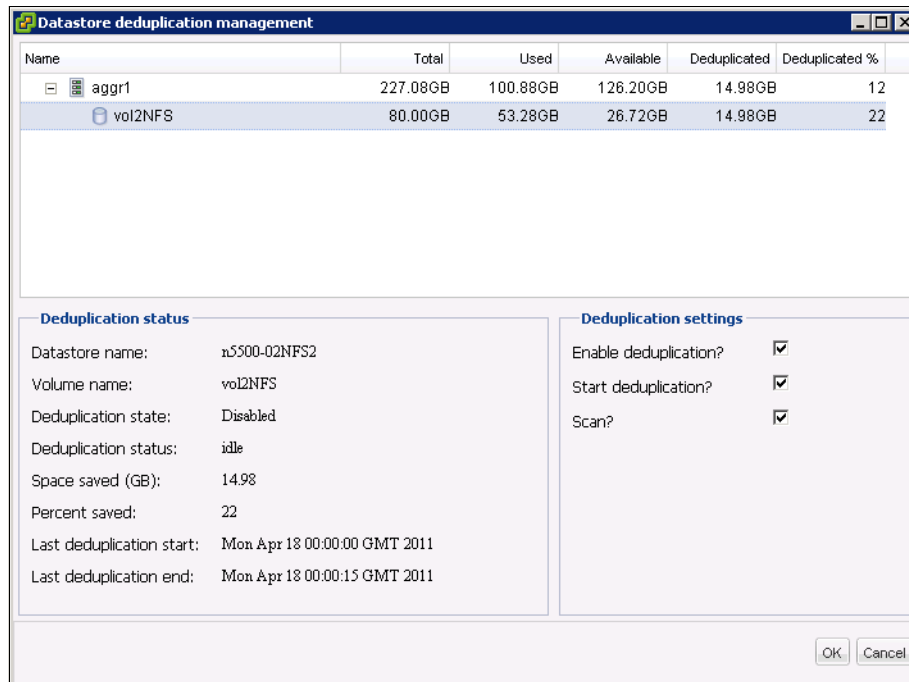 Datastore deduplication management
Name Total Used Available Deduplicated Deduplicated %
aggr1 227.08GB 100.88GB 126.20GB 14.98GB 12
vol2NFS 80.00GB 53.28GB 26.72GB 14.98GB 22
Deduplication status
Datastore name: n5500-02NFS2
Volume name: vol2NFS
Deduplication state: Disabled
Deduplication status: idle
Space saved (GB): 14.98
Percent saved: 22
Last deduplication start: Mon Apr 18 00:00:00 GMT 2011
Last deduplication end: Mon Apr 18 00:00:15 GMT 2011
Deduplication settings
Enable deduplication?
Start deduplication?
Scan?
OK Cancel